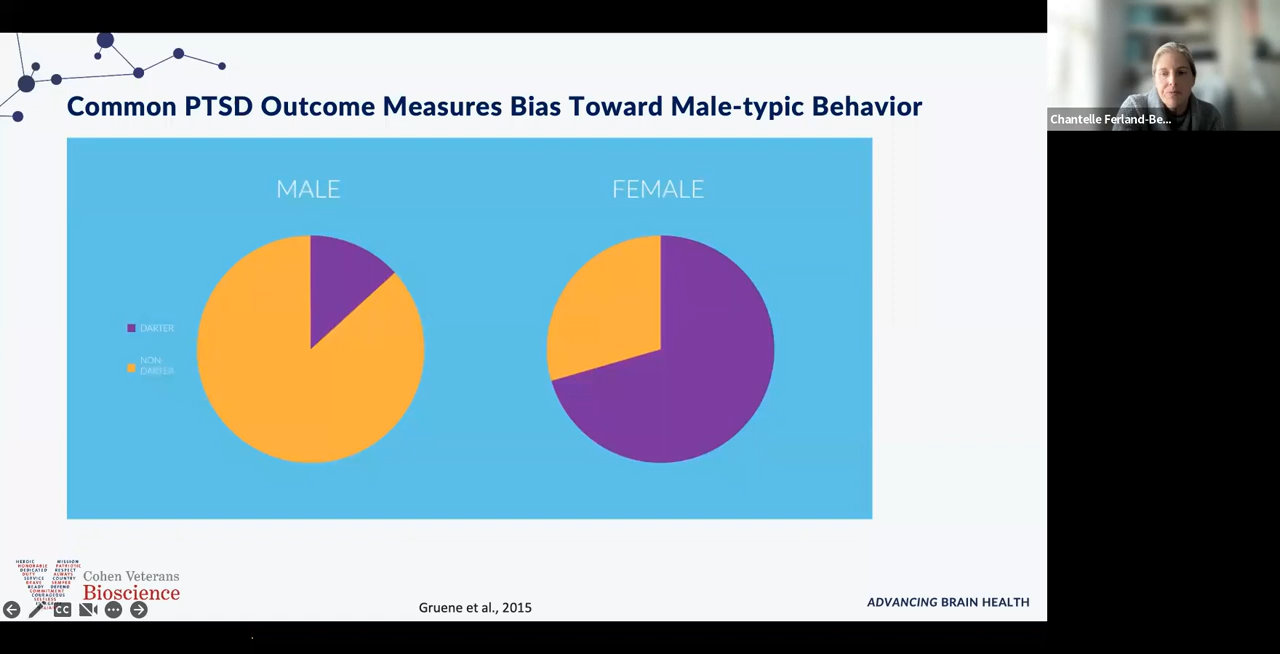 Common PTSD Outcome Measures Bias Toward Male-typic Behavior
Chantelle Ferland-Be...
MALE
FEMALE
DARTER
NON-
DARTER
Cohen Veterans
Bioscience
CC
Gruene et al., 2015
ADVANCING BRAIN HEALTH